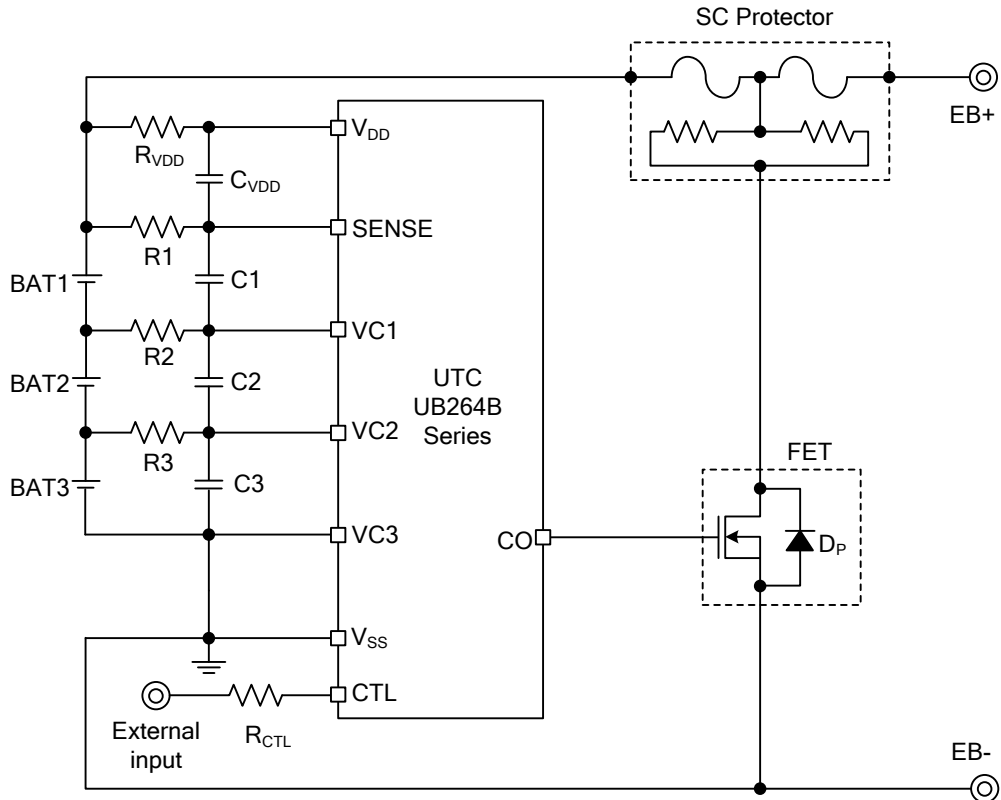 SC Protector
EB+
VDD
RVDD
CVDD
SENSE
R1
BAT1
C1
VC1
R2
BAT2
C2
UTC
UB264B
Series
VC2
R3
BAT3
C3
FET
VC3
CO
DP
VSS
CTL
External
input
RCTL
EB-